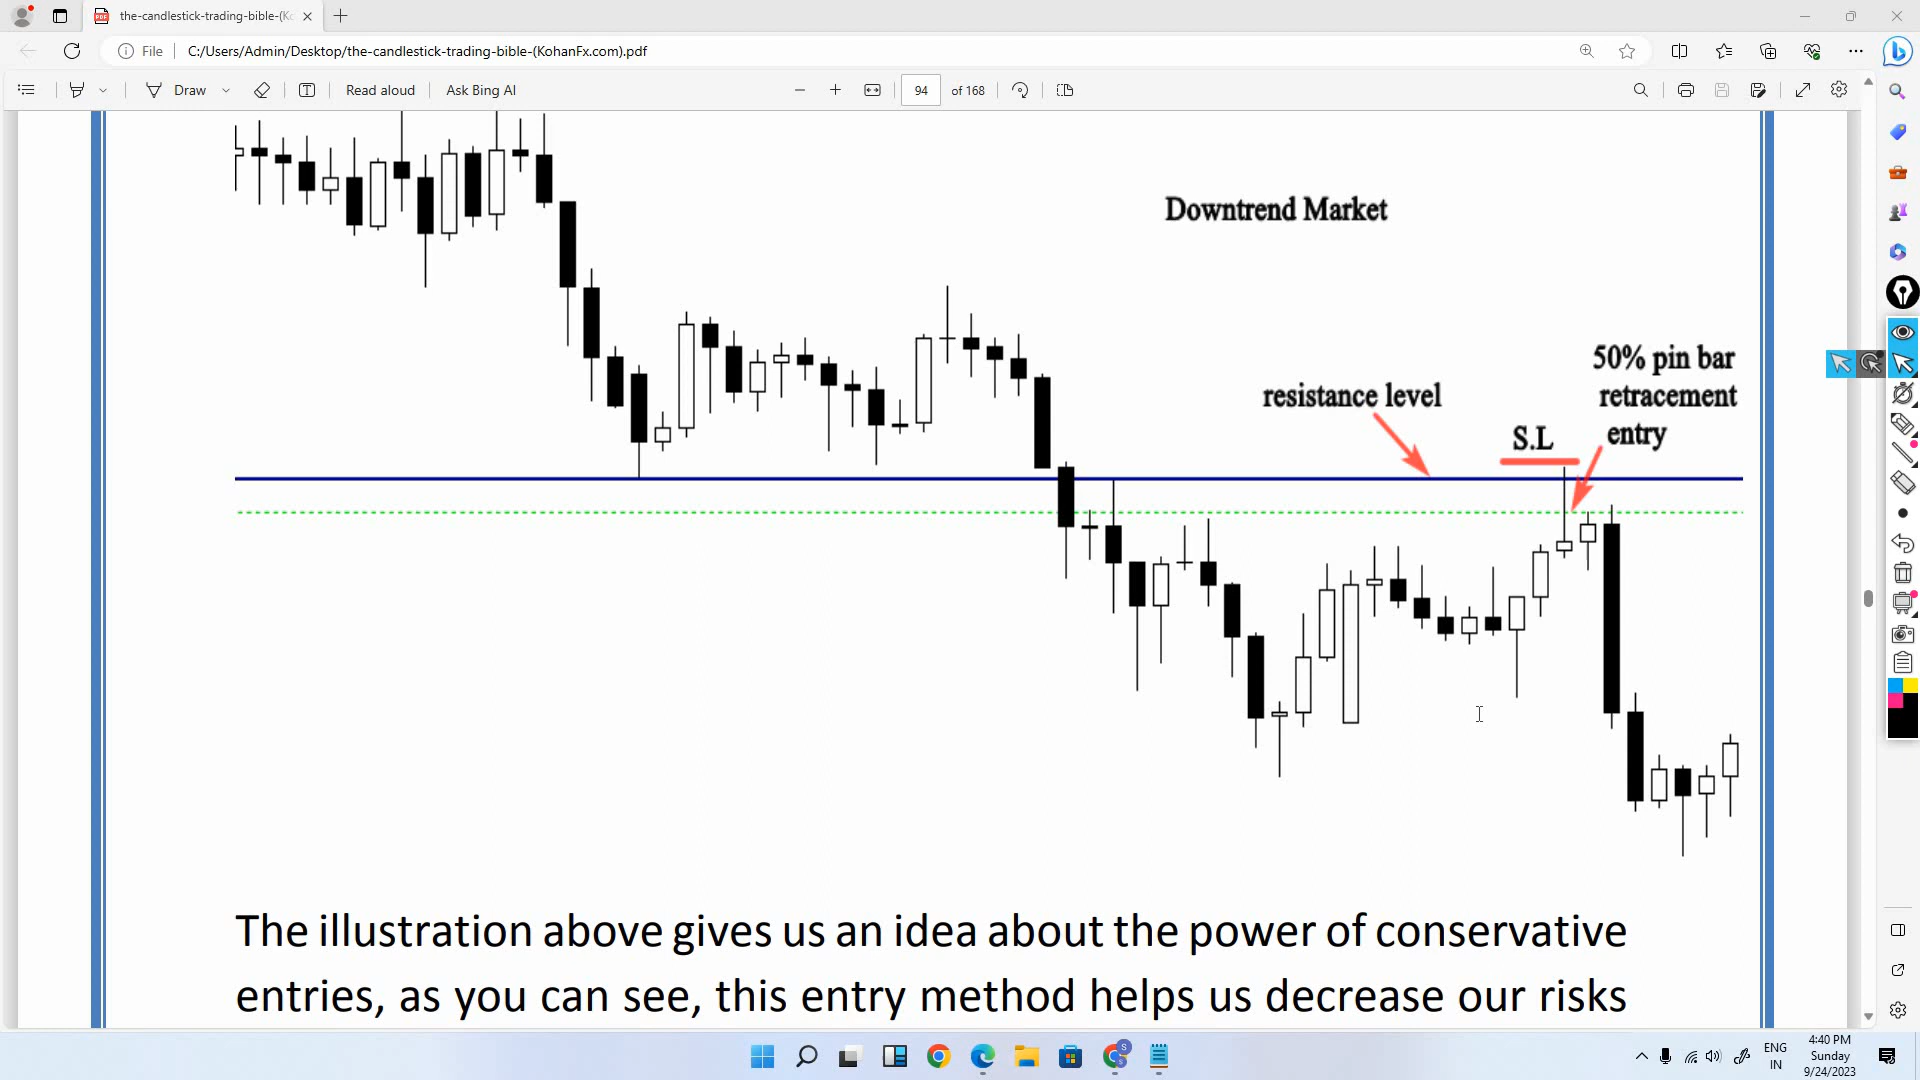 the-candlestick-trading-bible-(Ko
File
C:/Users/Admin/Desktop/the-candlestick-trading-bible-(KohanFx.com).pdf
Draw
Read aloud
Ask Bing AI
94
of 168
Downtrend Market
50% pin bar
retracement
entry
resistance level
S.L
The illustration above gives us an idea about the power of conservative
entries, as you can see, this entry method helps us decrease our risks
ENG
IN
4:40 PM
Sunday
9/24/2023